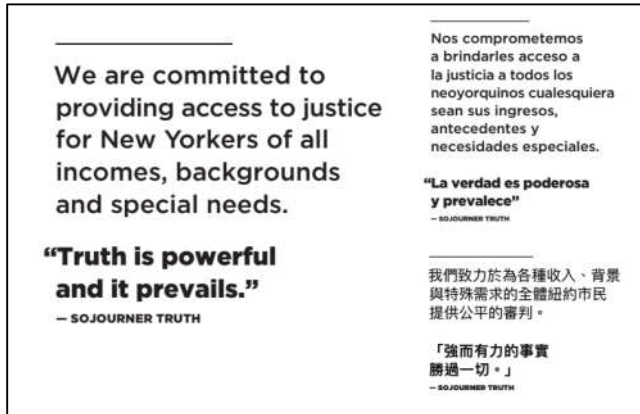 We are committed to
providing access to justice
for New Yorkers of all
incomes, backgrounds
and special needs.
“Truth is powerful
and it prevails.”
— SOJOURNER TRUTH
Nos comprometemos
a brindarles acceso a
la justicia a todos los
neoyorquinos cualesquiera
sean sus ingresos,
antecedentes y
necesidades especiales.
“La verdad es poderosa
y prevalece”
— SOJOURNER TRUTH
我們致力於為各種收入、背景
與特殊需求的全體紐約市民
提供公平的審判。
「強而有力的事實
勝過一切。」
— SOJOURNER TRUTH